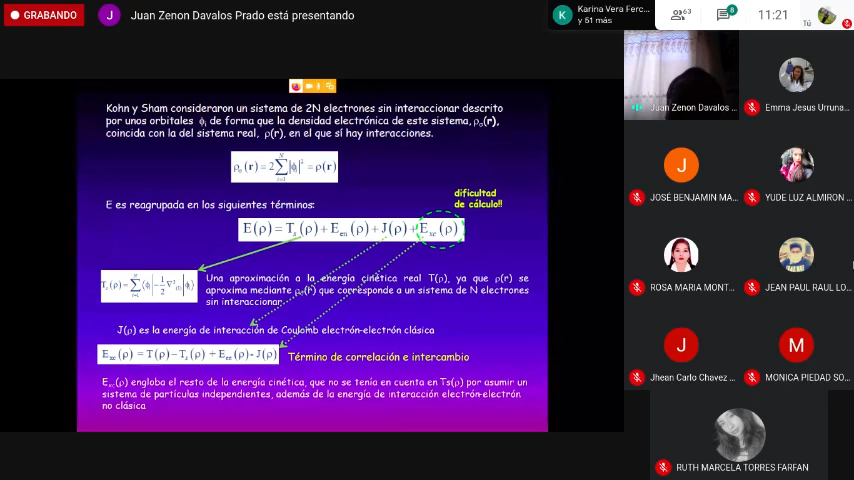 GRABANDO
J
Juan Zenon Davalos Prado está presentando
K
Karina Vera Ferc...
y 51 más
63
8
11:21
Tú
Kohn y Sham consideraron un sistema de 2N electrones sin interaccionar descrito
por unos orbitales ϕi de forma que la densidad electrónica de este sistema, ρo(r),
coincida con la del sistema real, ρ(r), en el que sí hay interacciones.
ρo(r)=2∑|ϕi|²=ρ(r)
dificultad
de cálculo!!
E es reagrupada en los siguientes términos:
E(ρ)=Ts(ρ)+Een(ρ)+J(ρ)+Exc(ρ)
Una aproximación a la energía cinética real T(ρ), ya que ρ(r) se
aproxima mediante ρo(r) que corresponde a un sistema de N electrones
sin interaccionar.
J(ρ) es la energía de interacción de Coulomb electrón-electrón clásica
Exc(ρ)=T(ρ)-Ts(ρ)+Eee(ρ)-J(ρ)
Término de correlación e intercambio
Exc(ρ) engloba el resto de la energía cinética, que no se tenía en cuenta en Ts(ρ) por asumir un
sistema de partículas independientes, además de la energía de interacción electrón-electrón
no clásica
Juan Zenon Davalos ...
Emma Jesus Urruna...
J
JOSÉ BENJAMIN MA...
YUDE LUZ ALMIRON ...
ROSA MARIA MONT...
JEAN PAUL RAUL LO...
J
Jhean Carlo Chavez ...
M
MONICA PIEDAD SO...
RUTH MARCELA TORRES FARFAN